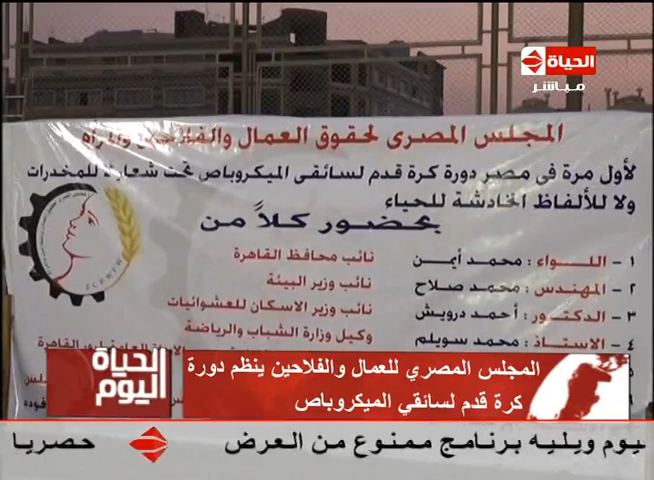 الحياة
مباشر
المجلس المصرى لحقوق العمال والفلاحين والمرأه
لأول مرة فى مصر دورة كرة قدم لسائقى الميكروباص تحت شعار لا للمخدرات
ولا للألفاظ الخادشة للحياء
بحضور كلاً من
١ - اللواء : محمد أيمن نائب محافظ القاهرة
٢ - المهندس : محمد صلاح نائب وزير البيئة
٣ - الدكتور : أحمد درويش نائب وزير الاسكان للعشوائيات
٤ - الاستاذ : محمد سويلم وكيل وزارة الشباب والرياضة
المجلس المصري للعمال والفلاحين ينظم دورة
كرة قدم لسائقي الميكروباص
الحياة
اليوم
يوم ويليه برنامج ممنوع من العرض حصريا